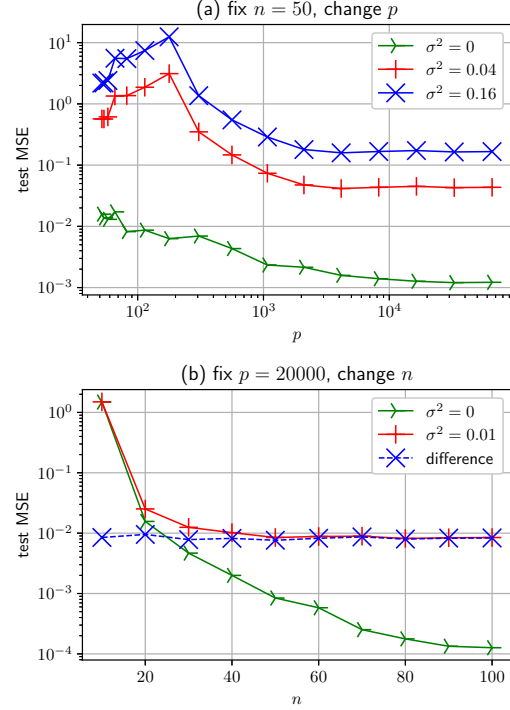 (a) fix n = 50, change p
10¹
10⁰
10⁻¹
10⁻²
10⁻³
test MSE
σ² = 0
σ² = 0.04
σ² = 0.16
10²
10³
10⁴
p
(b) fix p = 20000, change n
10⁰
10⁻¹
10⁻²
10⁻³
10⁻⁴
test MSE
σ² = 0
σ² = 0.01
difference
20
40
60
80
100
n